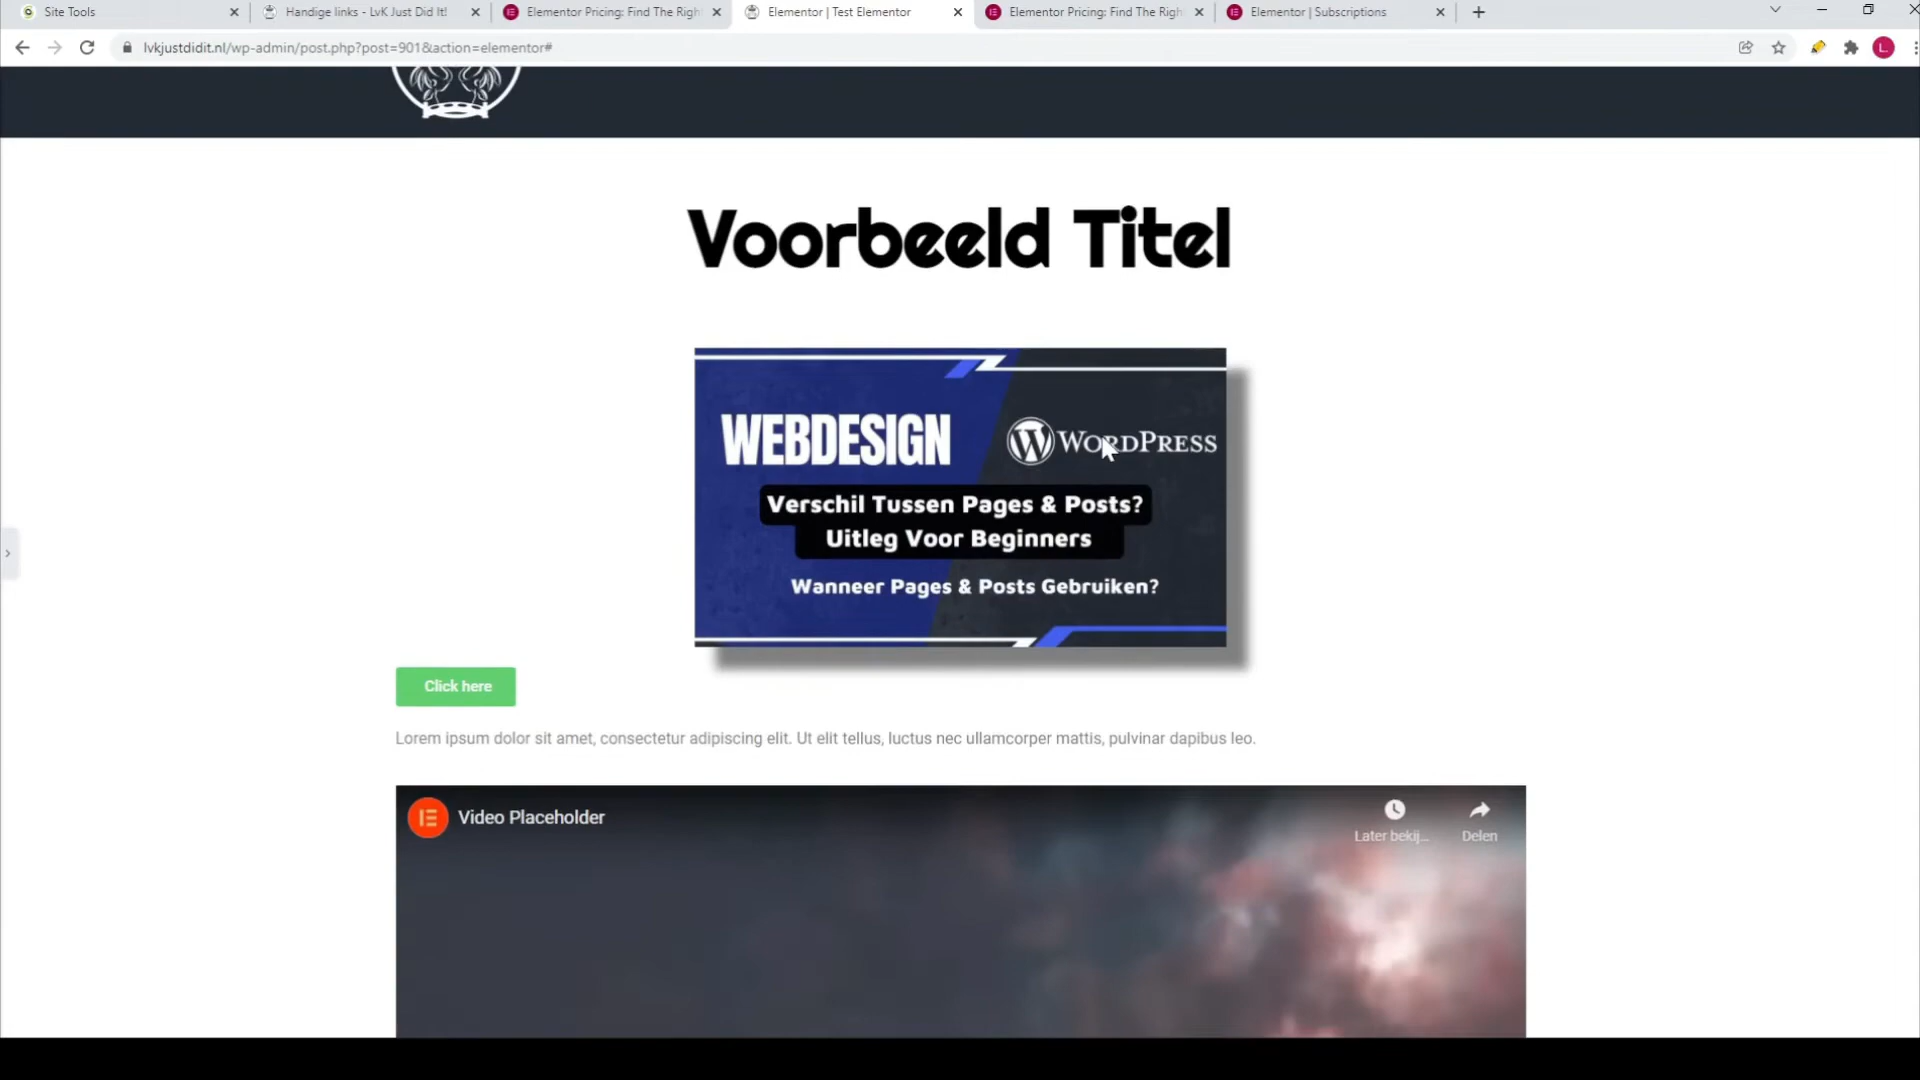 Site Tools
Handige links - LvK Just Did It!
Elementor Pricing: Find The Righ
Elementor | Test Elementor
Elementor Pricing: Find The Righ
Elementor | Subscriptions
lvkjustdidit.nl/wp-admin/post.php?post=901&action=elementor#
L
Voorbeeld Titel
WEBDESIGN
WORDPRESS
Verschil Tussen Pages & Posts?
Uitleg Voor Beginners
Wanneer Pages & Posts Gebruiken?
Click here
Lorem ipsum dolor sit amet, consectetur adipiscing elit. Ut elit tellus, luctus nec ullamcorper mattis, pulvinar dapibus leo.
Video Placeholder
Later bekij...
Delen